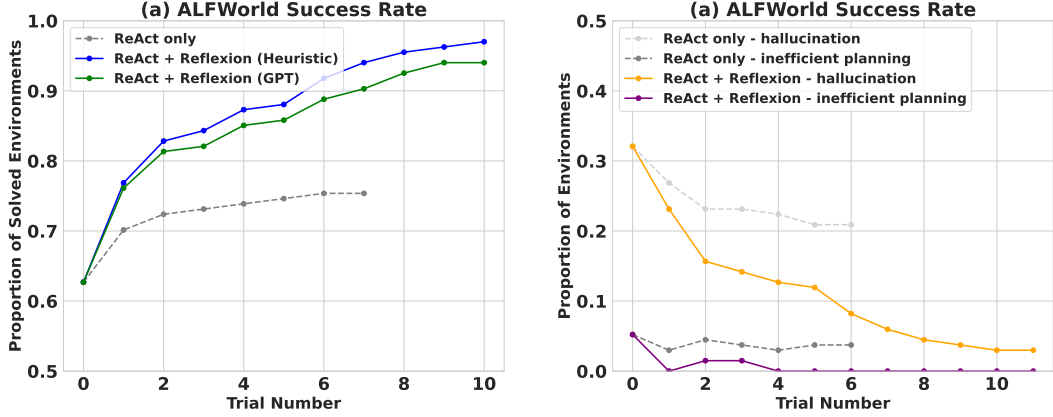 (a) ALFWorld Success Rate
Proportion of Solved Environments
1.0
0.9
0.8
0.7
0.6
0.5
ReAct only
ReAct + Reflexion (Heuristic)
ReAct + Reflexion (GPT)
0 2 4 6 8 10
Trial Number
(a) ALFWorld Success Rate
Proportion of Environments
0.5
0.4
0.3
0.2
0.1
0.0
ReAct only - hallucination
ReAct only - inefficient planning
ReAct + Reflexion - hallucination
ReAct + Reflexion - inefficient planning
0 2 4 6 8 10
Trial Number